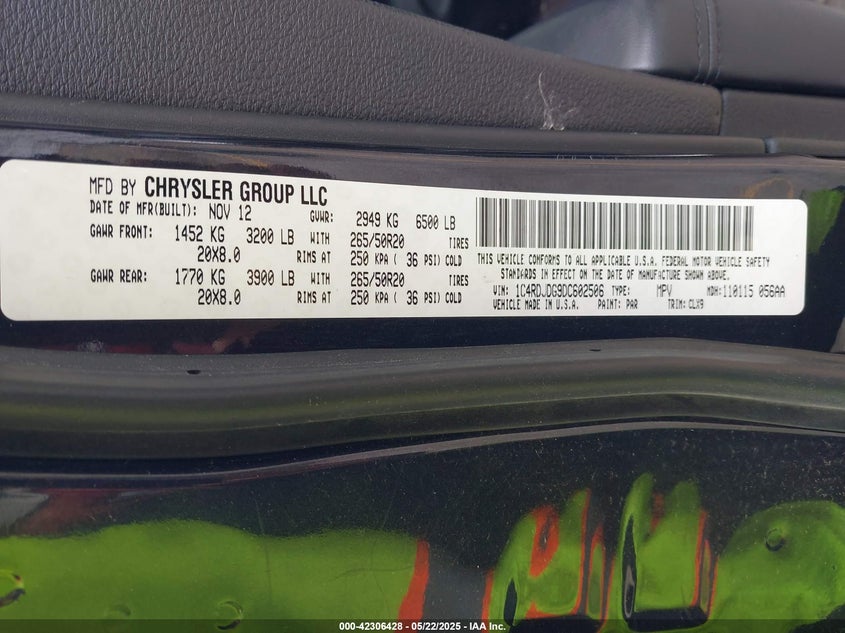 MFD BY CHRYSLER GROUP LLC
DATE OF MFR(BUILT): NOV 12 GVWR: 2949 KG 6500 LB
GAWR FRONT: 1452 KG 3200 LB WITH 265/50R20 TIRES
20X8.0 RIMS AT 250 KPA ( 36 PSI) COLD
GAWR REAR: 1770 KG 3900 LB WITH 265/50R20 TIRES
20X8.0 RIMS AT 250 KPA ( 36 PSI) COLD
THIS VEHICLE CONFORMS TO ALL APPLICABLE U.S.A. FEDERAL MOTOR VEHICLE SAFETY
STANDARDS IN EFFECT ON THE DATE OF MANUFACTURE SHOWN ABOVE.
VIN: 1C4RDJDG9DC602506 TYPE: MPV MDH:110115 056AA
VEHICLE MADE IN U.S.A. PAINT: PAR TRIM: CLX9
000-42306428 - 05/22/2025 - IAA Inc.